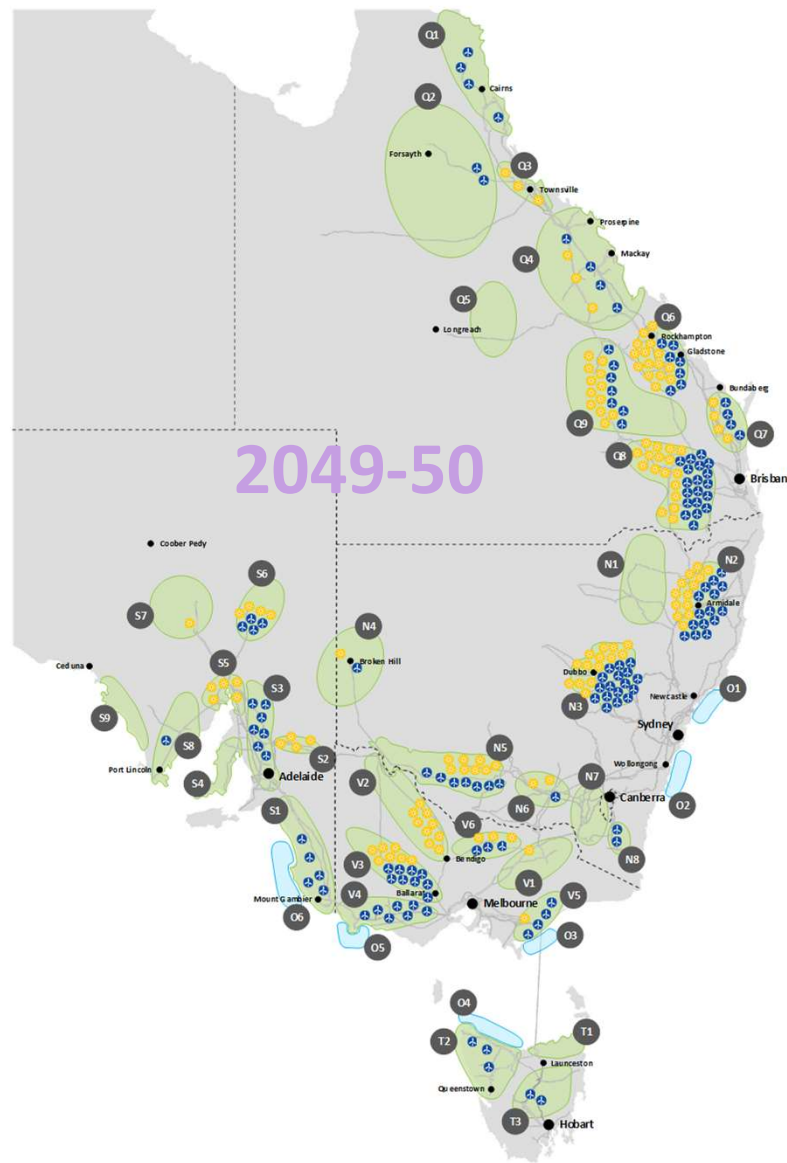 Q1
Q2
Cairns
Forsayth
Q3
Townsville
Proserpine
Q4
Mackay
Q5
Longreach
Q6
Rockhampton
Gladstone
Bundaberg
Q9
Q7
2049-50
Q8
Brisban
Coober Pedy
N1
N2
S6
S7
Armidale
N4
Broken Hill
Ceduna
S5
S3
Dubbo
Newcastle
O1
N3
S9
Sydney
S8
S2
N5
Wollongong
Port Lincoln
Adelaide
V2
N7
S4
N6
Canberra
O2
S1
V6
Bendigo
N8
V3
V1
V4
Ballarat
V5
Mount Gambier
Melbourne
O6
O5
O3
O4
T1
T2
Launceston
Queenstown
T3
Hobart